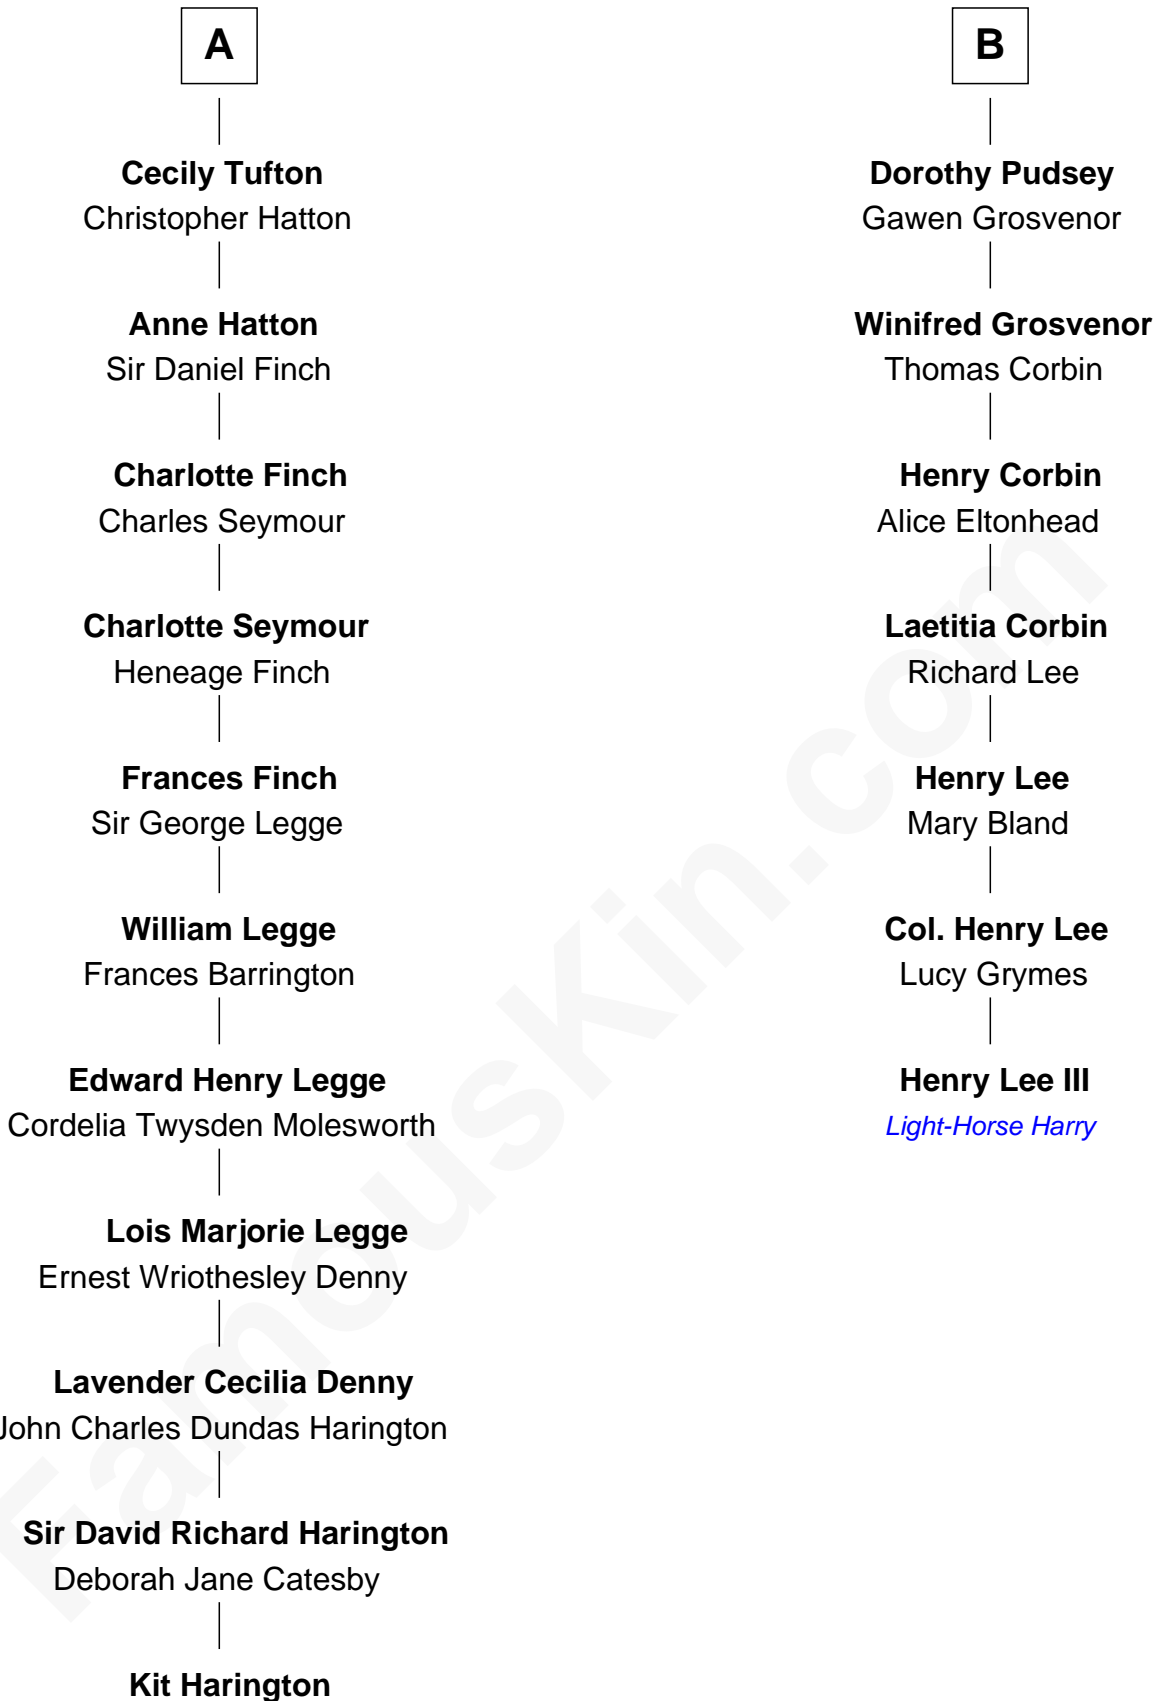 A
Cecily Tufton
Christopher Hatton
Anne Hatton
Sir Daniel Finch
Charlotte Finch
Charles Seymour
Charlotte Seymour
Heneage Finch
Frances Finch
Sir George Legge
William Legge
Frances Barrington
Edward Henry Legge
Cordelia Twysden Molesworth
Lois Marjorie Legge
Ernest Wriothesley Denny
Lavender Cecilia Denny
John Charles Dundas Harington
Sir David Richard Harington
Deborah Jane Catesby
Kit Harington
B
Dorothy Pudsey
Gawen Grosvenor
Winifred Grosvenor
Thomas Corbin
Henry Corbin
Alice Eltonhead
Laetitia Corbin
Richard Lee
Henry Lee
Mary Bland
Col. Henry Lee
Lucy Grymes
Henry Lee III
Light-Horse Harry
FamousKin.com